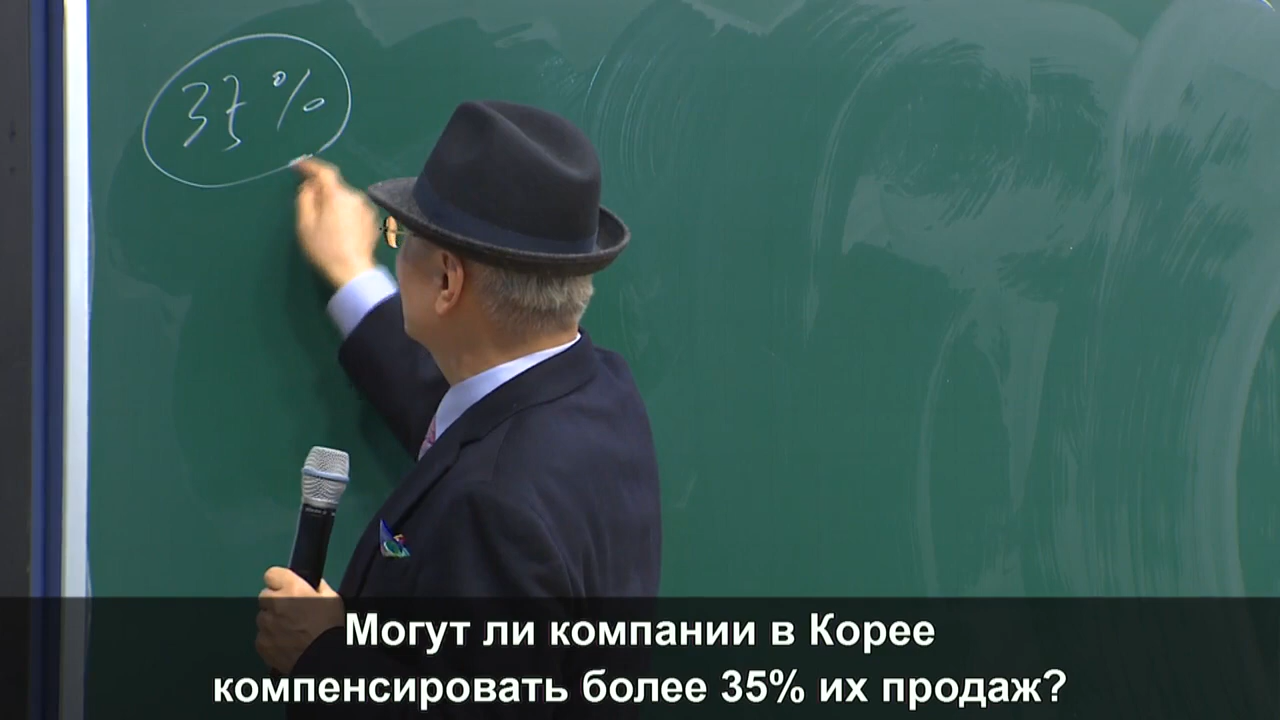 35%
Могут ли компании в Корее
компенсировать более 35% их продаж?